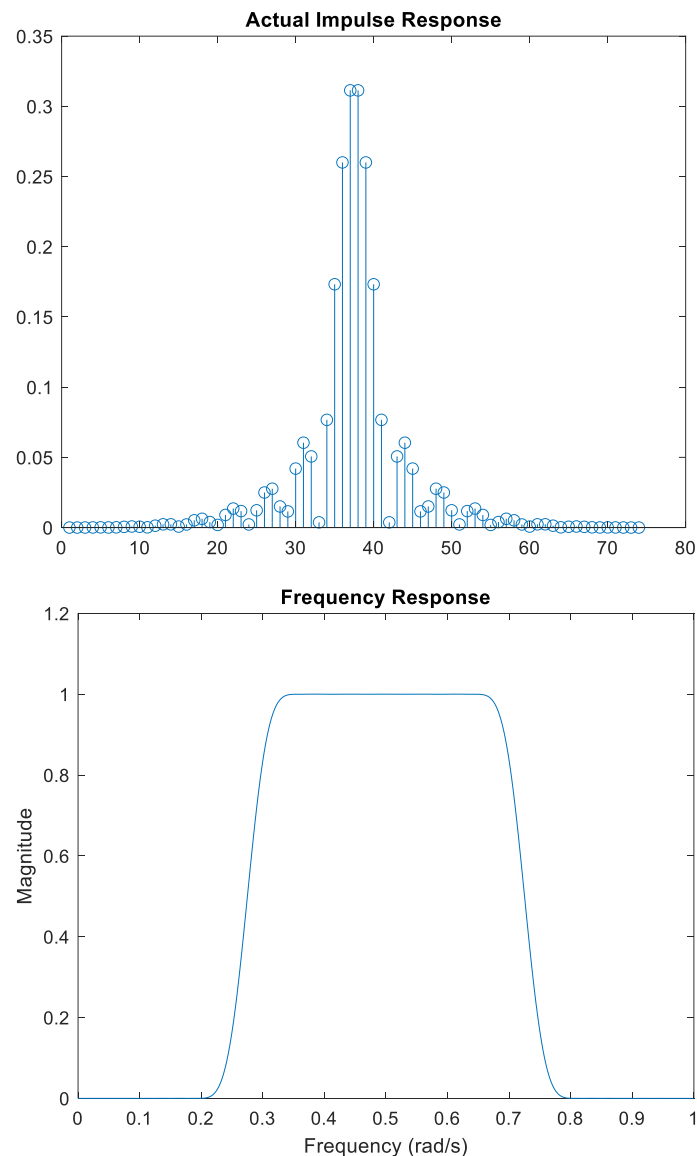 Actual Impulse Response
0.35
0.3
0.25
0.2
0.15
0.1
0.05
0
0 10 20 30 40 50 60 70 80
Frequency Response
1.2
1
0.8
0.6
0.4
0.2
0
Magnitude
0 0.1 0.2 0.3 0.4 0.5 0.6 0.7 0.8 0.9 1
Frequency (rad/s)